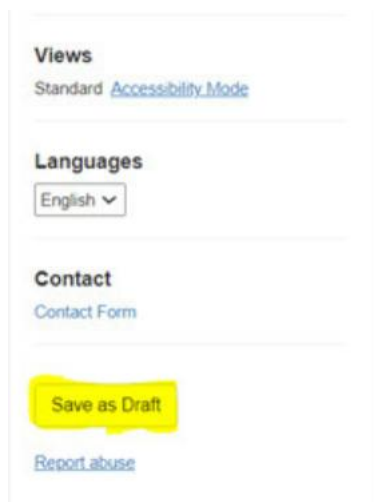 Views
Standard Accessibility Mode
Languages
English
Contact
Contact Form
Save as Draft
Report abuse